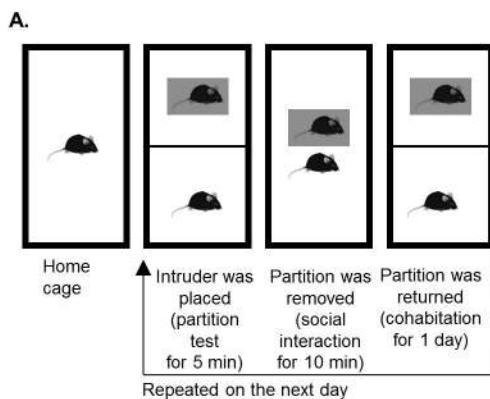 A.
Home
cage
Intruder was
placed
(partition
test
for 5 min)
Partition was
removed
(social
interaction
for 10 min)
Partition was
returned
(cohabitation
for 1 day)
Repeated on the next day